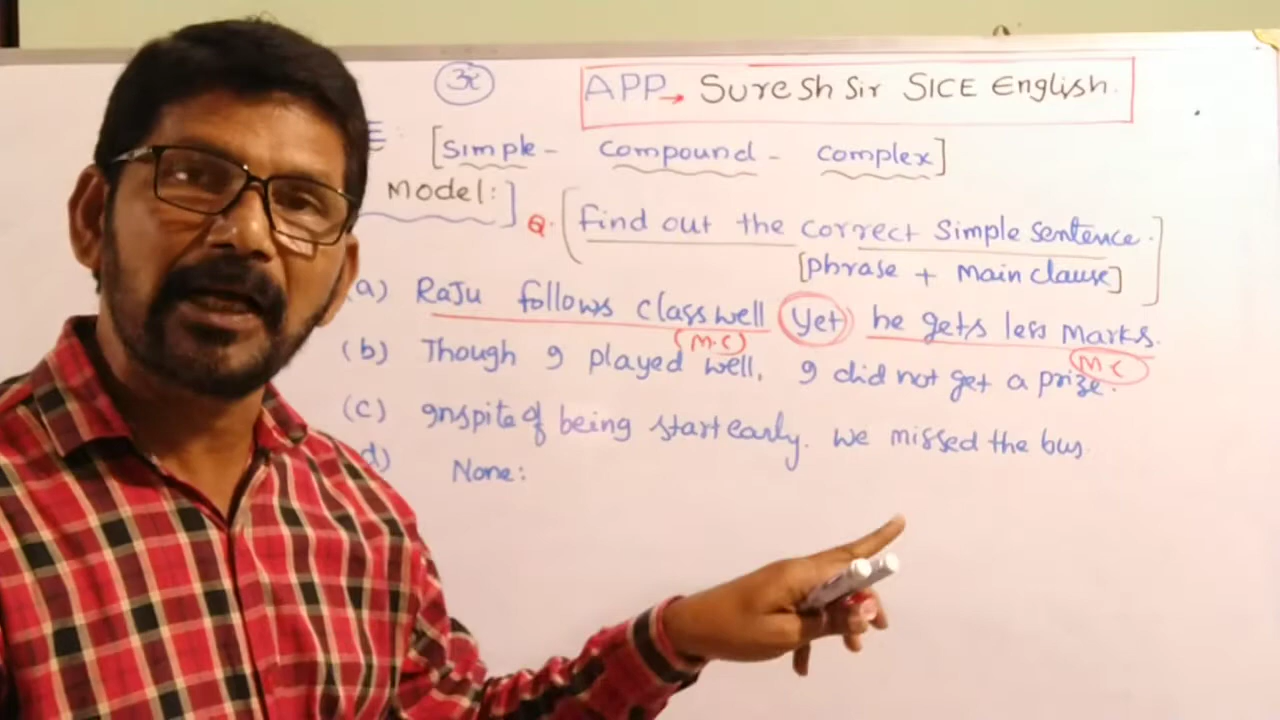 APP → Suresh Sir SICE English.
[Simple - Compound - Complex]
Model:]
Q. [find out the correct Simple sentence.
[phrase + Main clause]]
(a) Raju follows class well yet he gets less Marks.
(M.C) MC
(b) Though I played well, I did not get a prize.
(c) Inspite of being start early. we missed the bus
d) None: